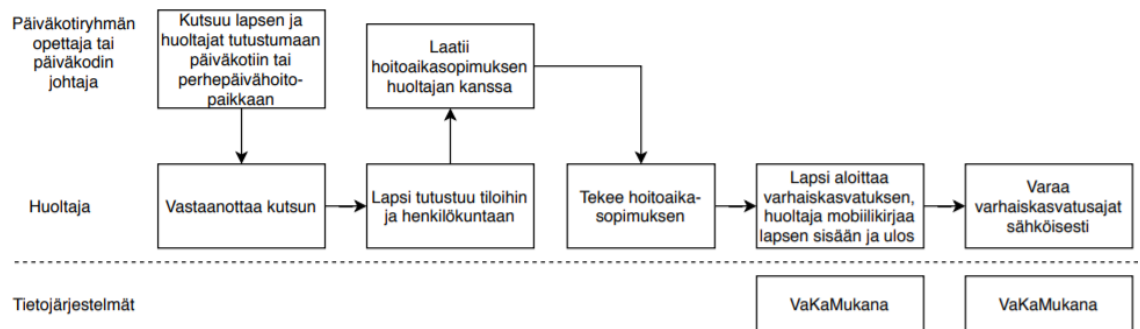 Päiväkotiryhmän
opettaja tai
päiväkodin
johtaja
Kutsuu lapsen ja
huoltajat tutustumaan
päiväkotiin tai
perhepäivähoito-
paikkaan
Laatii
hoitoaikasopimuksen
huoltajan kanssa
Huoltaja
Vastaanottaa kutsun
Lapsi tutustuu tiloihin
ja henkilökuntaan
Tekee hoitoaika-
sopimuksen
Lapsi aloittaa
varhaiskasvatuksen,
huoltaja mobiilikirjaa
lapsen sisään ja ulos
Varaa
varhaiskasvatusajat
sähköisesti
Tietojärjestelmät
VaKaMukana
VaKaMukana